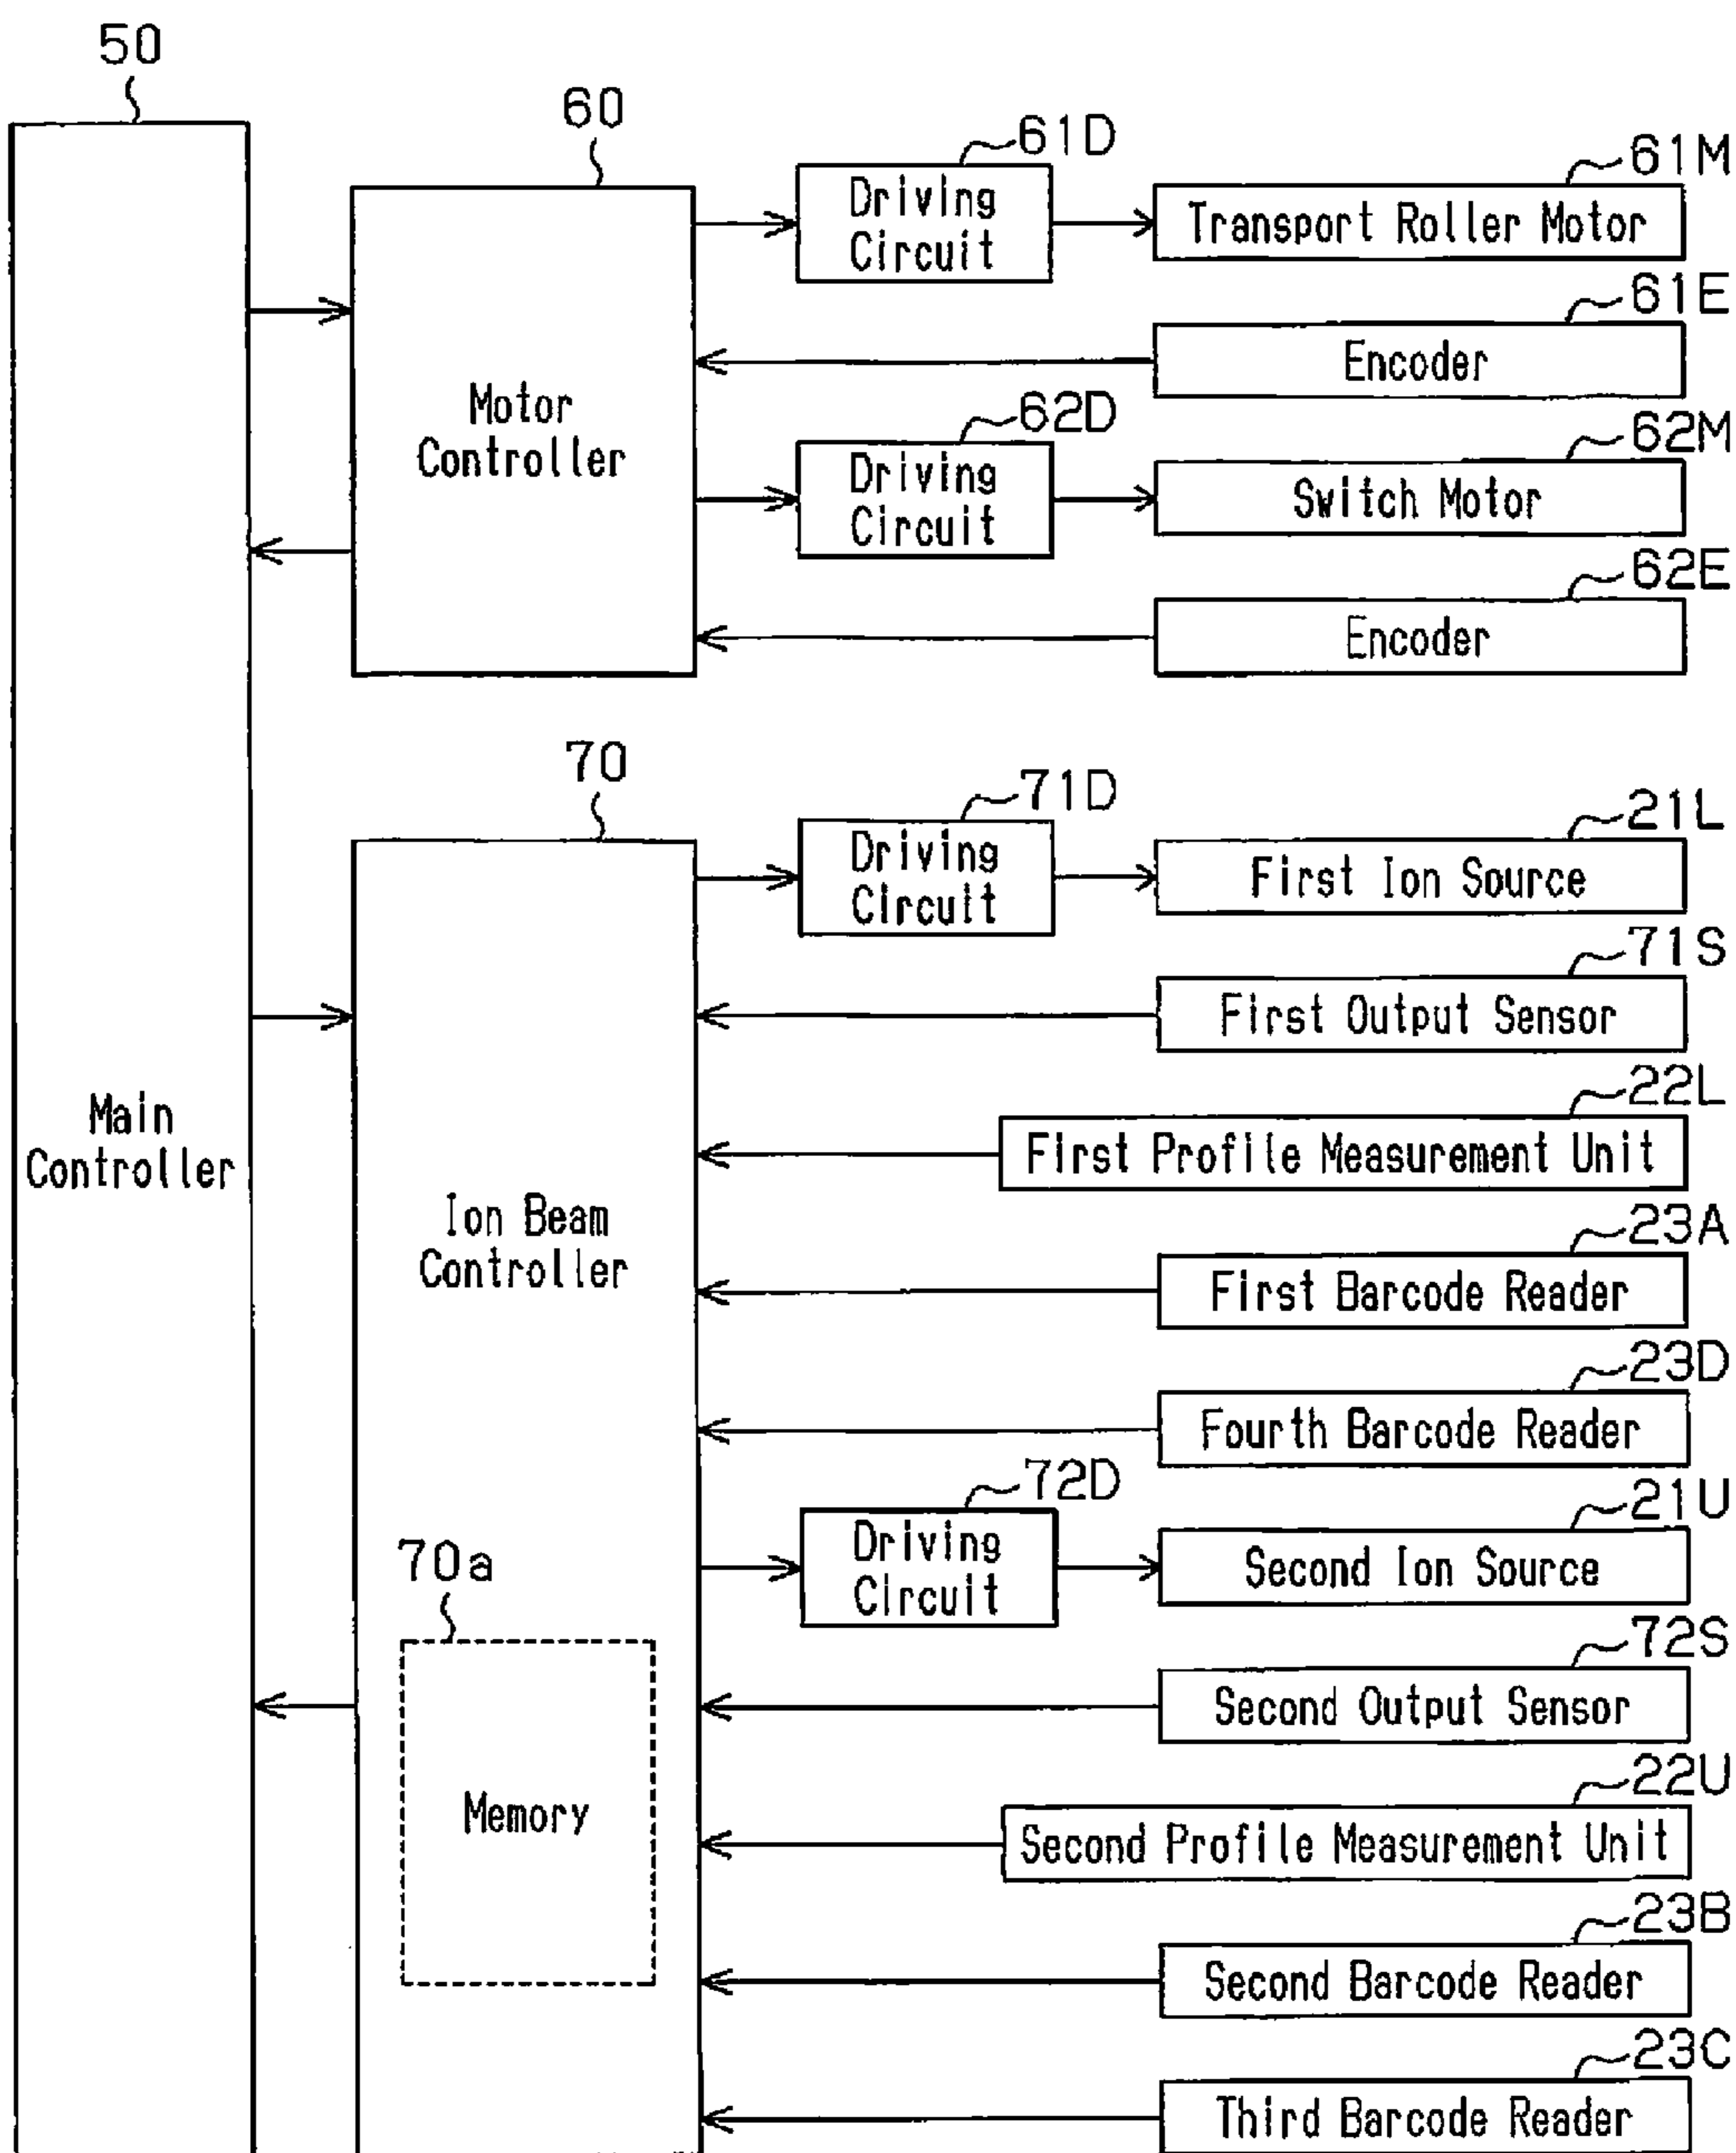 50
60
61D
61M
Driving
Circuit
Transport Roller Motor
61E
Encoder
Motor
Controller
62D
62M
Driving
Circuit
Switch Motor
62E
Encoder
70
71D
21L
Driving
Circuit
First Ion Source
71S
First Output Sensor
Main
Controller
22L
First Profile Measurement Unit
Ion Beam
Controller
23A
First Barcode Reader
23D
Fourth Barcode Reader
72D
21U
Driving
Circuit
Second Ion Source
70a
72S
Second Output Sensor
Memory
22U
Second Profile Measurement Unit
23B
Second Barcode Reader
23C
Third Barcode Reader